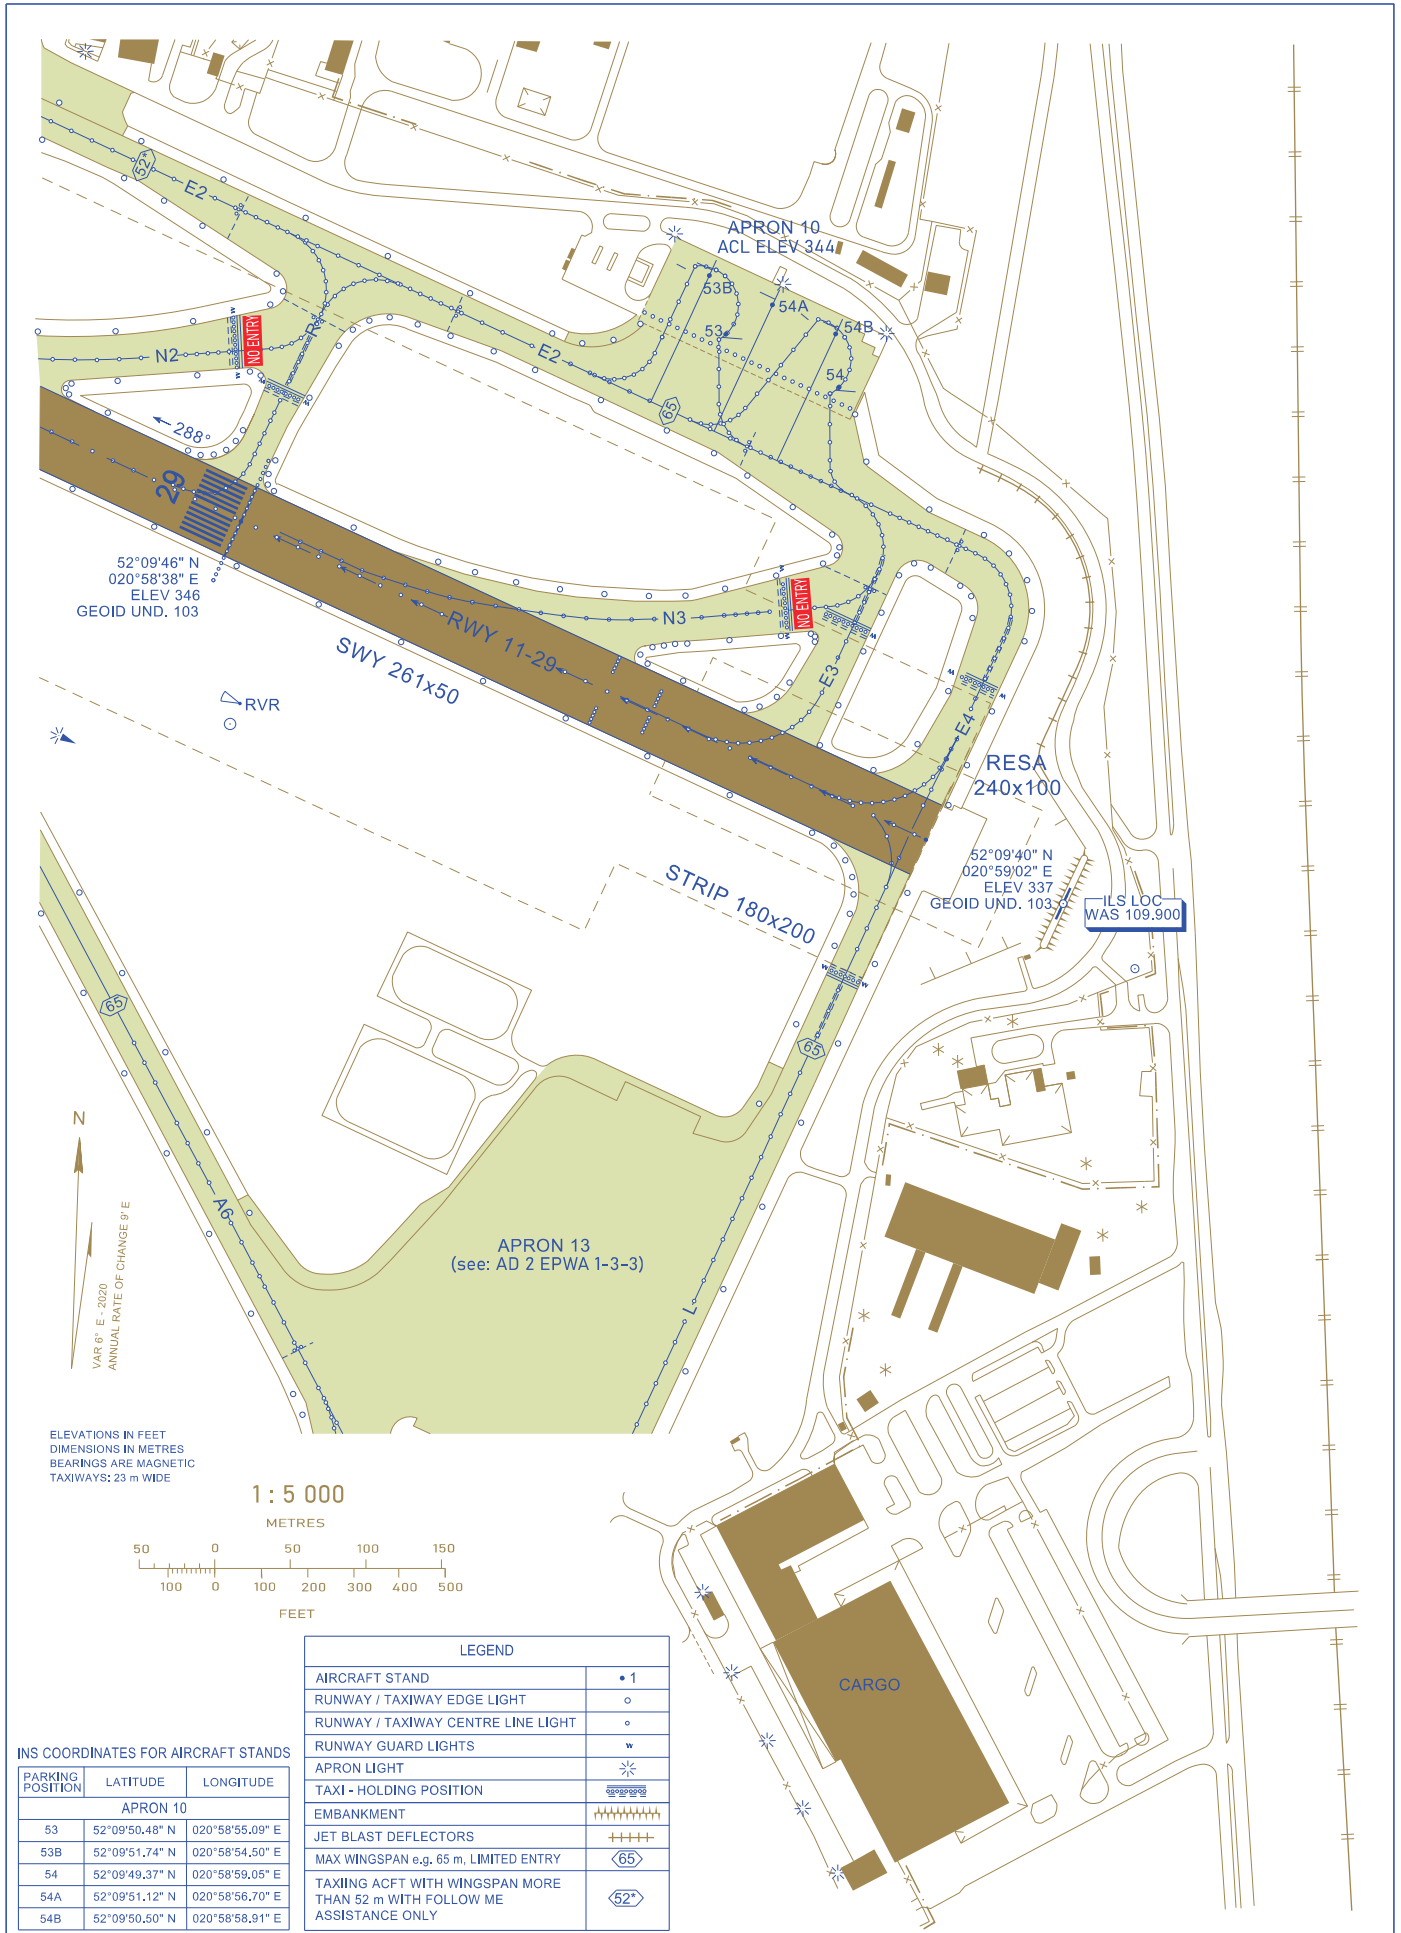 APRON 10
ACL ELEV 344
52*
E2
53B
54A
53
54B
54
N2
NO ENTRY
R
E2
65
288°
29
52°09'46" N
020°58'38" E
ELEV 346
GEOID UND. 103
RWY 11-29
N3
NO ENTRY
SWY 261x50
E3
E4
RVR
RESA
240x100
STRIP 180x200
52°09'40" N
020°59'02" E
ELEV 337
GEOID UND. 103
ILS LOC
WAS 109.900
65
65
N
A6
L
APRON 13
(see: AD 2 EPWA 1-3-3)
VAR 6° E - 2020
ANNUAL RATE OF CHANGE 9' E
ELEVATIONS IN FEET
DIMENSIONS IN METRES
BEARINGS ARE MAGNETIC
TAXIWAYS: 23 m WIDE
1 : 5 000
METRES
50 0 50 100 150
100 0 100 200 300 400 500
FEET
CARGO
LEGEND
AIRCRAFT STAND 1
RUNWAY / TAXIWAY EDGE LIGHT
RUNWAY / TAXIWAY CENTRE LINE LIGHT
RUNWAY GUARD LIGHTS w
APRON LIGHT
TAXI - HOLDING POSITION
EMBANKMENT
JET BLAST DEFLECTORS
MAX WINGSPAN e.g. 65 m, LIMITED ENTRY 65
TAXIING ACFT WITH WINGSPAN MORE
THAN 52 m WITH FOLLOW ME 52*
ASSISTANCE ONLY
INS COORDINATES FOR AIRCRAFT STANDS
PARKING
POSITION LATITUDE LONGITUDE
APRON 10
53 52°09'50.48" N 020°58'55.09" E
53B 52°09'51.74" N 020°58'54.50" E
54 52°09'49.37" N 020°58'59.05" E
54A 52°09'51.12" N 020°58'56.70" E
54B 52°09'50.50" N 020°58'58.91" E